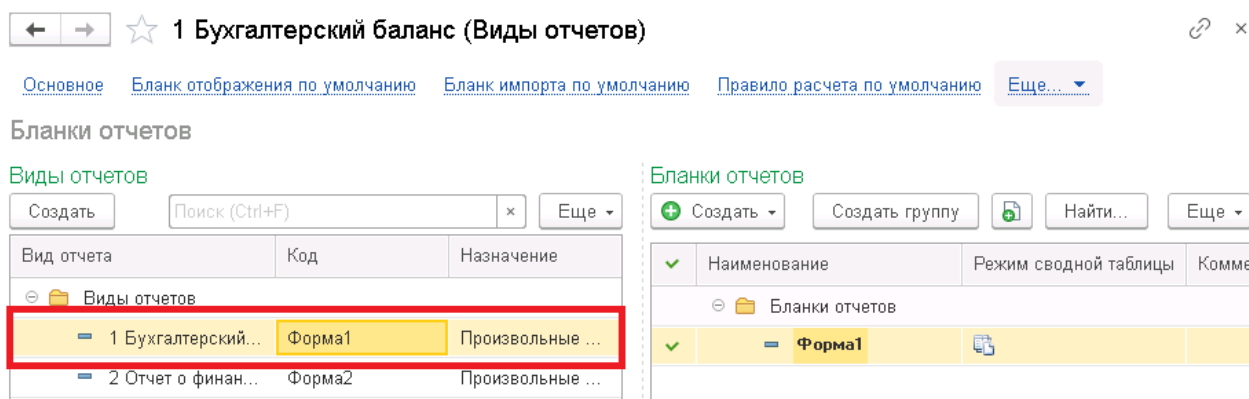 1 Бухгалтерский баланс (Виды отчетов)
Основное Бланк отображения по умолчанию Бланк импорта по умолчанию Правило расчета по умолчанию Еще...
Бланки отчетов
Виды отчетов
Создать Поиск (Ctrl+F) × Еще
Вид отчета Код Назначение
Виды отчетов
1 Бухгалтерский... Форма1 Произвольные ...
2 Отчет о финан... Форма2 Произвольные ...
Бланки отчетов
Создать Создать группу Найти... Еще
Наименование Режим сводной таблицы Комме
Бланки отчетов
Форма1